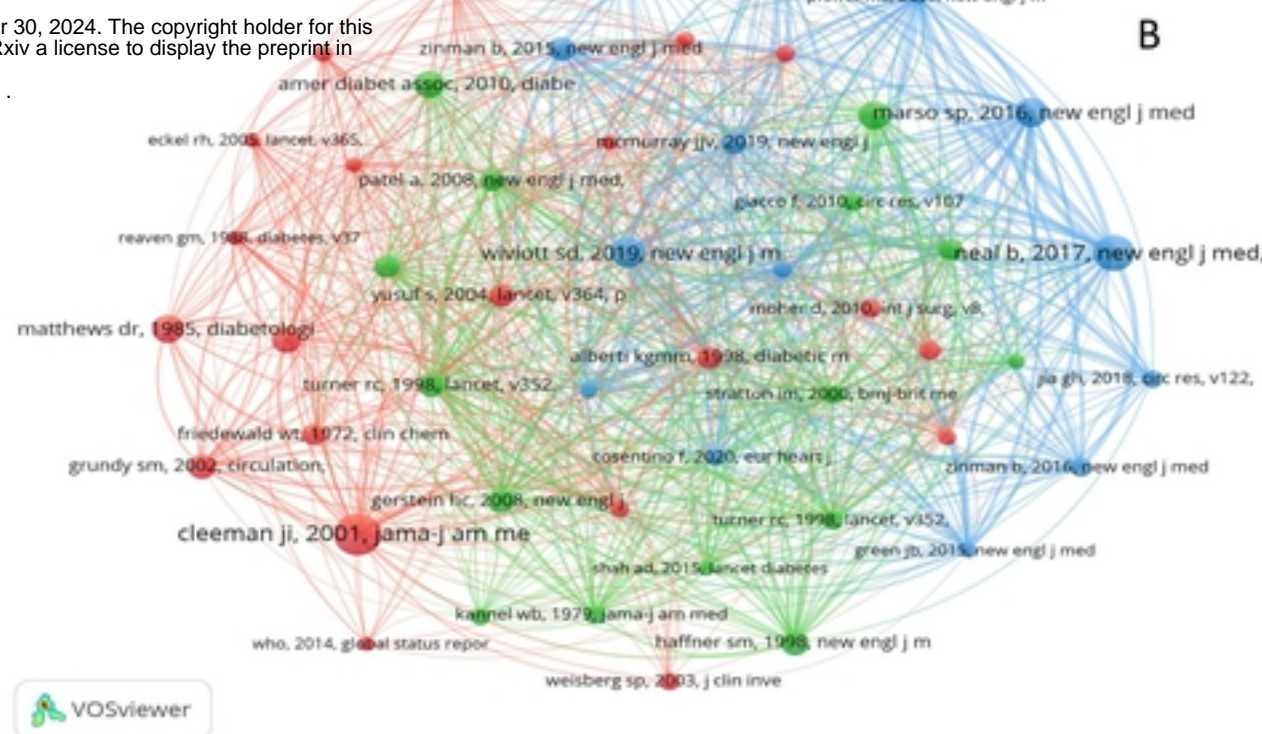 r 30, 2024. The copyright holder for this
Rxiv a license to display the preprint in
.
B
zinman b, 2015, new engl j med
amer diabet assoc, 2010, diabe
marso sp, 2016, new engl j med
eckel rh, 2005, lancet, v365,
mcmurray jjv, 2019, new engl j
patel a, 2008, new engl j med,
giacco f, 2010, circ res, v107
reaven gm, 1988, diabetes, v37
wiviott sd, 2019, new engl j m
neal b, 2017, new engl j med,
yusuf s, 2004, lancet, v364, p
moher d, 2010, int j surg, v8,
matthews dr, 1985, diabetologi
alberti kgmm, 1998, diabetic m
turner rc, 1998, lancet, v352,
jia gh, 2018, circ res, v122,
stratton im, 2000, bmj-brit me
friedewald wt, 1972, clin chem
cosentino f, 2020, eur heart j
grundy sm, 2002, circulation,
zinman b, 2016, new engl j med
gerstein hc, 2008, new engl j
turner rc, 1998, lancet, v352,
cleeman ji, 2001, jama-j am me
green jb, 2015, new engl j med
shah ad, 2015, lancet diabetes
kannel wb, 1979, jama-j am med
who, 2014, global status repor
haffner sm, 1998, new engl j m
weisberg sp, 2003, j clin inve
VOSviewer